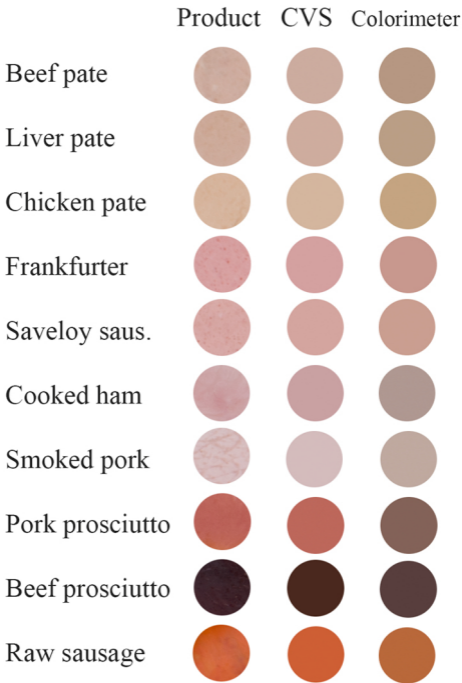 Product CVS Colorimeter
Beef pate
Liver pate
Chicken pate
Frankfurter
Saveloy saus.
Cooked ham
Smoked pork
Pork prosciutto
Beef prosciutto
Raw sausage